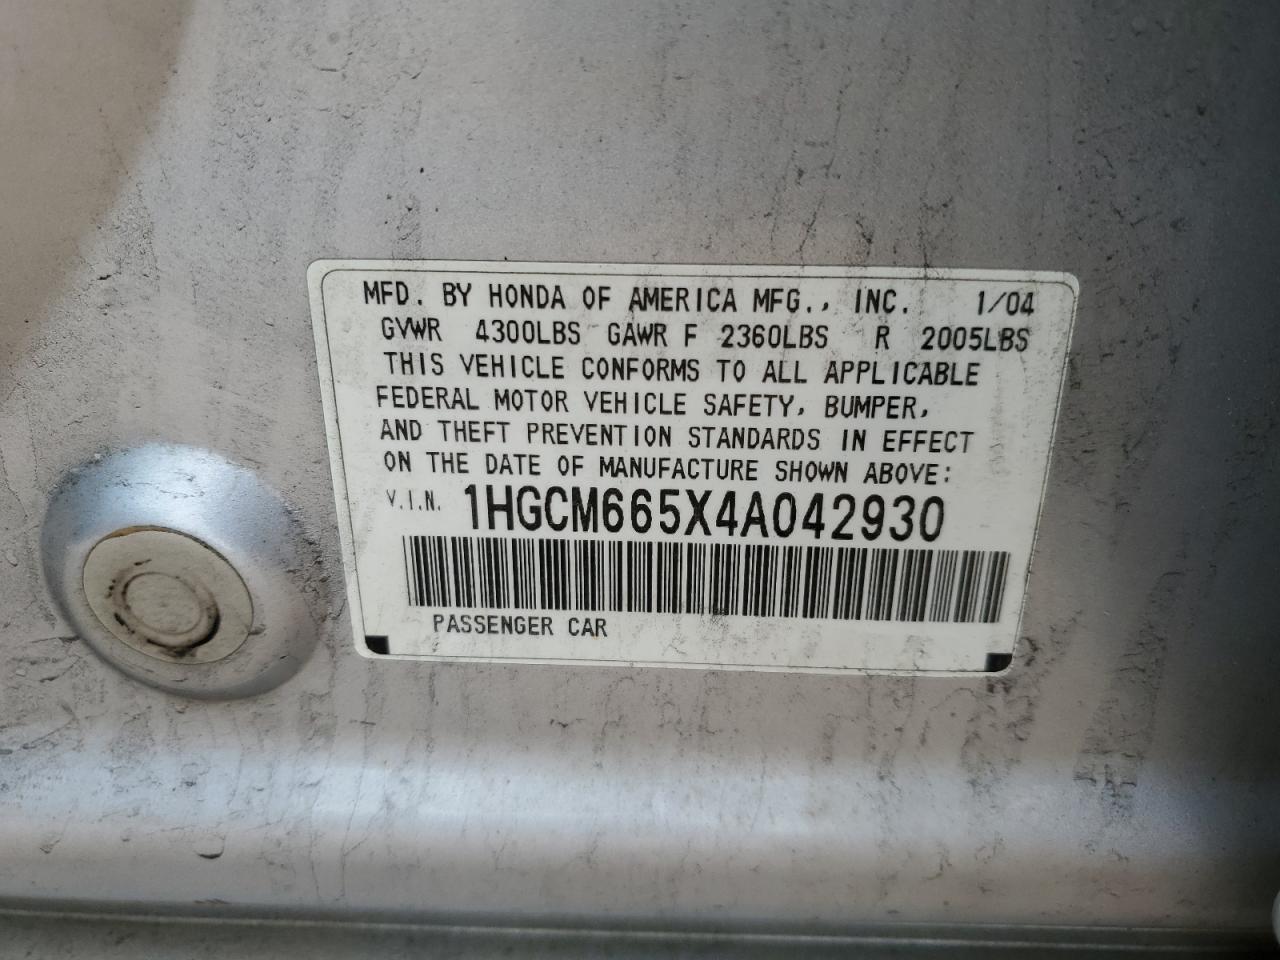 MFD. BY HONDA OF AMERICA MFG., INC. 1/04
GVWR 4300LBS GAWR F 2360LBS R 2005LBS
THIS VEHICLE CONFORMS TO ALL APPLICABLE
FEDERAL MOTOR VEHICLE SAFETY, BUMPER,
AND THEFT PREVENTION STANDARDS IN EFFECT
ON THE DATE OF MANUFACTURE SHOWN ABOVE:
V.I.N. 1HGCM665X4A042930
PASSENGER CAR